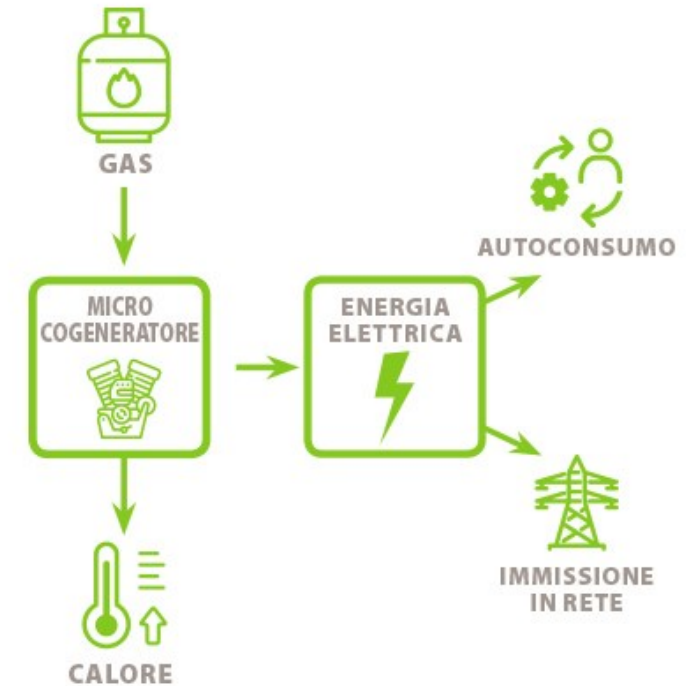 GAS
MICRO
COGENERATORE
ENERGIA
ELETTRICA
AUTOCONSUMO
IMMISSIONE
IN RETE
CALORE